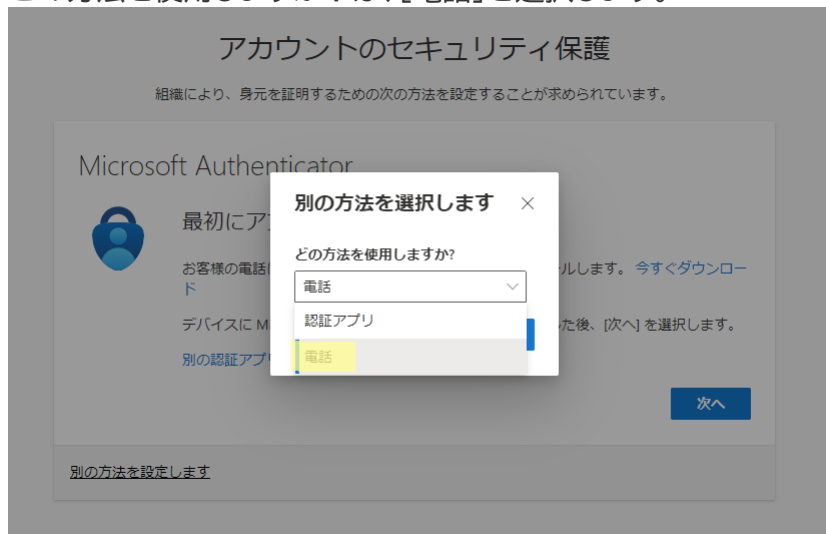 アカウントのセキュリティ保護
組織により、身元を証明するための次の方法を設定することが求められています。
Microsoft Authenticator
別の方法を選択します ×
最初にア
どの方法を使用しますか?
お客様の電話 ールします。今すぐダウンロー
ド
電話
認証アプリ
デバイスに M した後、[次へ] を選択します。
電話
別の認証アプ
次へ
別の方法を設定します